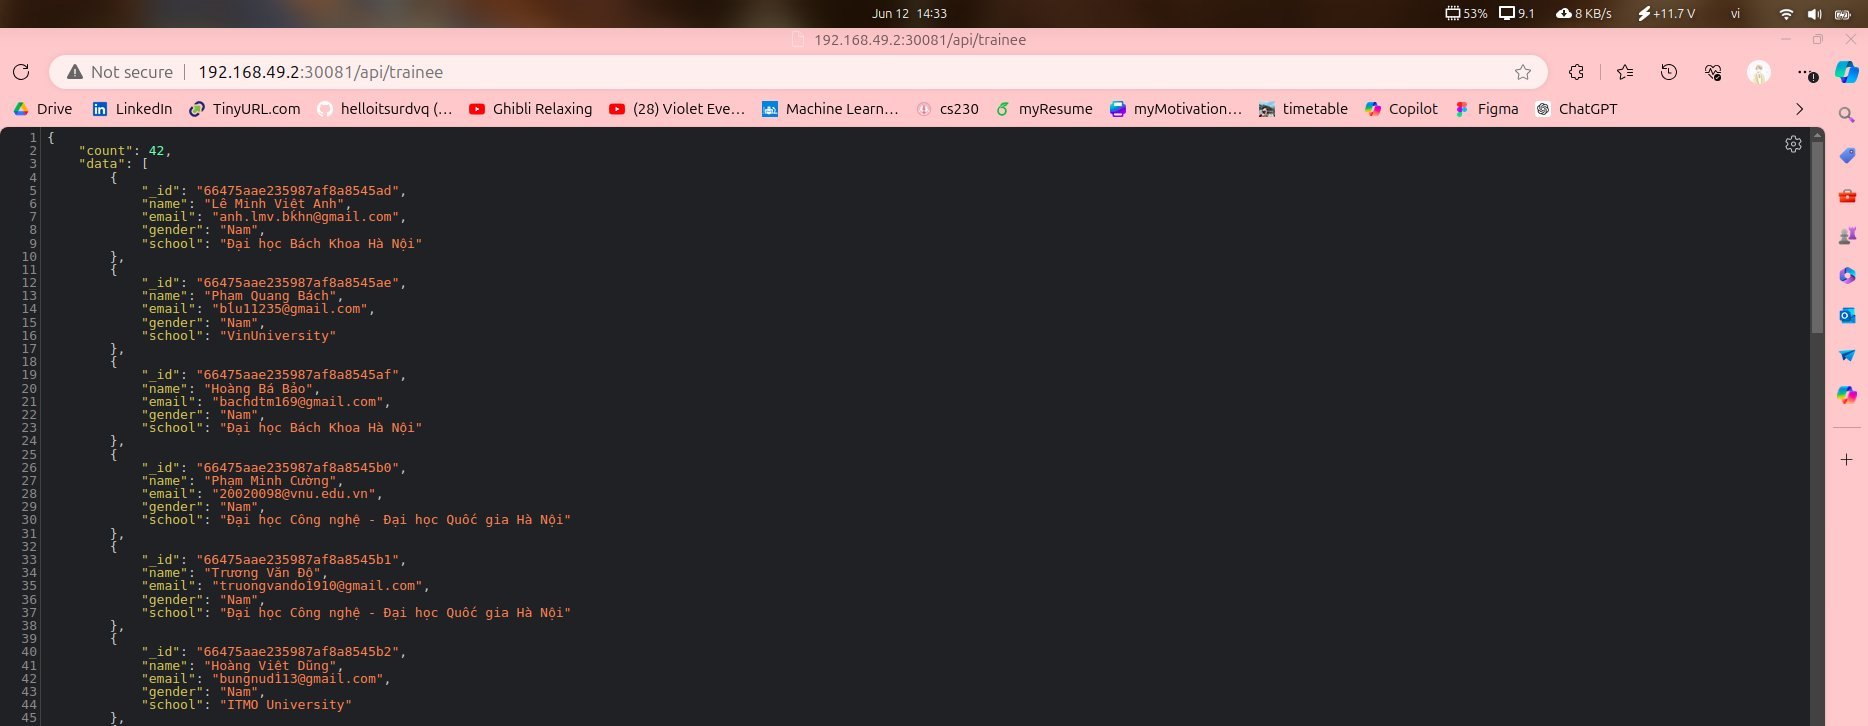 Jun 12 14:33
53% 9.1 8 KB/s +11.7 V vi
192.168.49.2:30081/api/trainee
Not secure 192.168.49.2:30081/api/trainee
Drive LinkedIn TinyURL.com helloitsurdvq (... Ghibli Relaxing (28) Violet Eve... Machine Learn... cs230 myResume myMotivation... timetable Copilot Figma ChatGPT
1 {
2 "count": 42,
3 "data": [
4 {
5 "_id": "66475aae235987af8a8545ad",
6 "name": "Lê Minh Việt Anh",
7 "email": "anh.lmv.bkhn@gmail.com",
8 "gender": "Nam",
9 "school": "Đại học Bách Khoa Hà Nội"
10 },
11 {
12 "_id": "66475aae235987af8a8545ae",
13 "name": "Phạm Quang Bách",
14 "email": "blu11235@gmail.com",
15 "gender": "Nam",
16 "school": "VinUniversity"
17 },
18 {
19 "_id": "66475aae235987af8a8545af",
20 "name": "Hoàng Bá Bảo",
21 "email": "bachdtm169@gmail.com",
22 "gender": "Nam",
23 "school": "Đại học Bách Khoa Hà Nội"
24 },
25 {
26 "_id": "66475aae235987af8a8545b0",
27 "name": "Phạm Minh Cường",
28 "email": "20020098@vnu.edu.vn",
29 "gender": "Nam",
30 "school": "Đại học Công nghệ - Đại học Quốc gia Hà Nội"
31 },
32 {
33 "_id": "66475aae235987af8a8545b1",
34 "name": "Trương Văn Độ",
35 "email": "truongvando1910@gmail.com",
36 "gender": "Nam",
37 "school": "Đại học Công nghệ - Đại học Quốc gia Hà Nội"
38 },
39 {
40 "_id": "66475aae235987af8a8545b2",
41 "name": "Hoàng Việt Dũng",
42 "email": "bungnud113@gmail.com",
43 "gender": "Nam",
44 "school": "ITMO University"
45 },